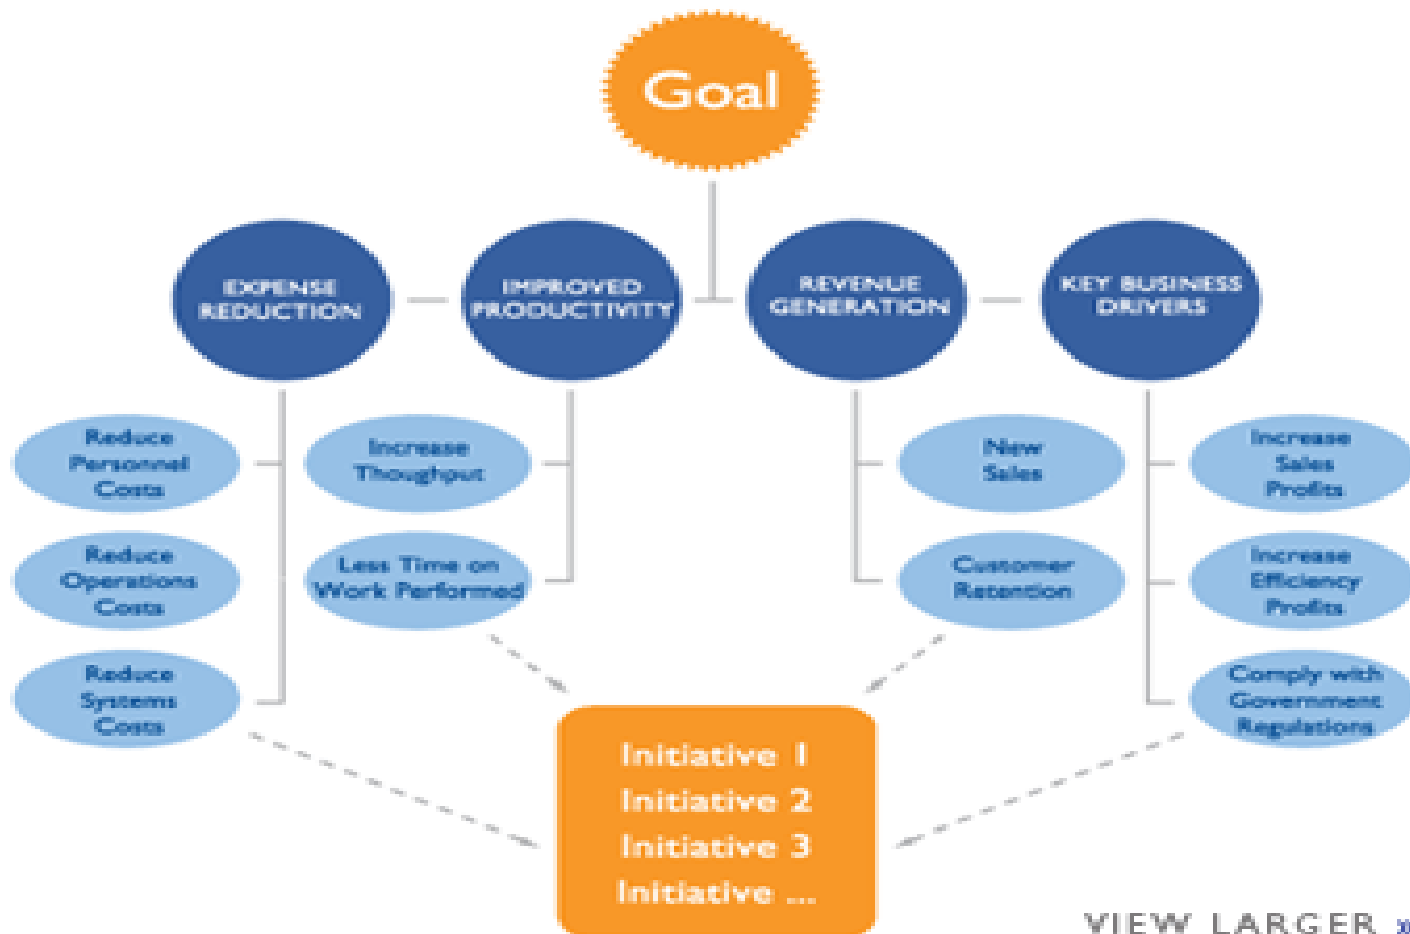 Goal
EXPENSE
REDUCTION
IMPROVED
PRODUCTIVITY
REVENUE
GENERATION
KEY BUSINESS
DRIVERS
Reduce
Personnel
Costs
Reduce
Operations
Costs
Reduce
Systems
Costs
Increase
Thoughput
Less Time on
Work Performed
New
Sales
Customer
Retention
Increase
Sales
Profits
Increase
Efficiency
Profits
Comply with
Government
Regulations
Initiative 1
Initiative 2
Initiative 3
Initiative ...
VIEW LARGER »